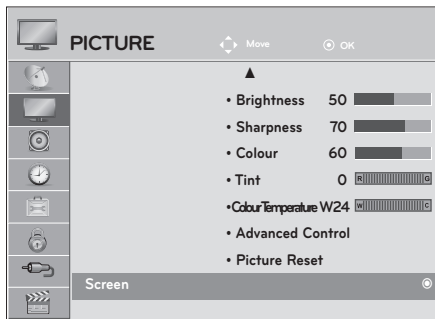 PICTURE
Move
OK
• Brightness 50
• Sharpness 70
• Colour 60
• Tint 0 R G
• Colour Temperature W24 W C
• Advanced Control
• Picture Reset
Screen